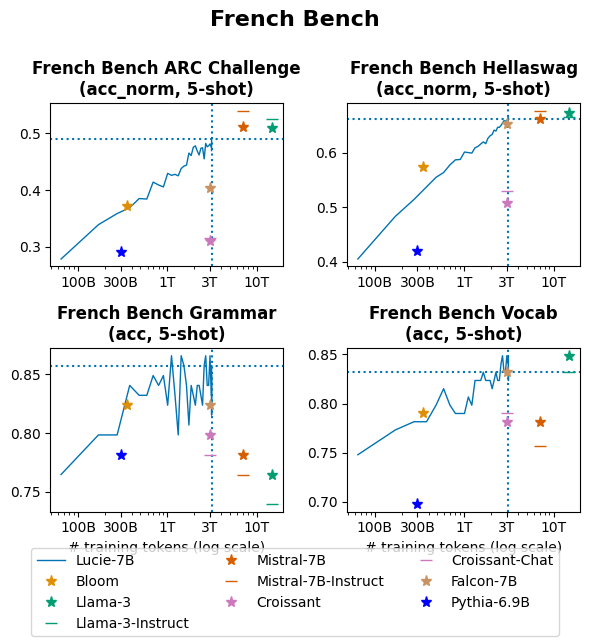 French Bench
French Bench ARC Challenge
(acc_norm, 5-shot)
French Bench Hellaswag
(acc_norm, 5-shot)
0.5
0.4
0.3
100B 300B 1T 3T 10T
0.6
0.5
0.4
100B 300B 1T 3T 10T
French Bench Grammar
(acc, 5-shot)
French Bench Vocab
(acc, 5-shot)
0.85
0.80
0.75
100B 300B 1T 3T 10T
# training tokens (log scale)
0.85
0.80
0.75
0.70
100B 300B 1T 3T 10T
# training tokens (log scale)
Lucie-7B
Bloom
Llama-3
Llama-3-Instruct
Mistral-7B
Mistral-7B-Instruct
Croissant
Croissant-Chat
Falcon-7B
Pythia-6.9B